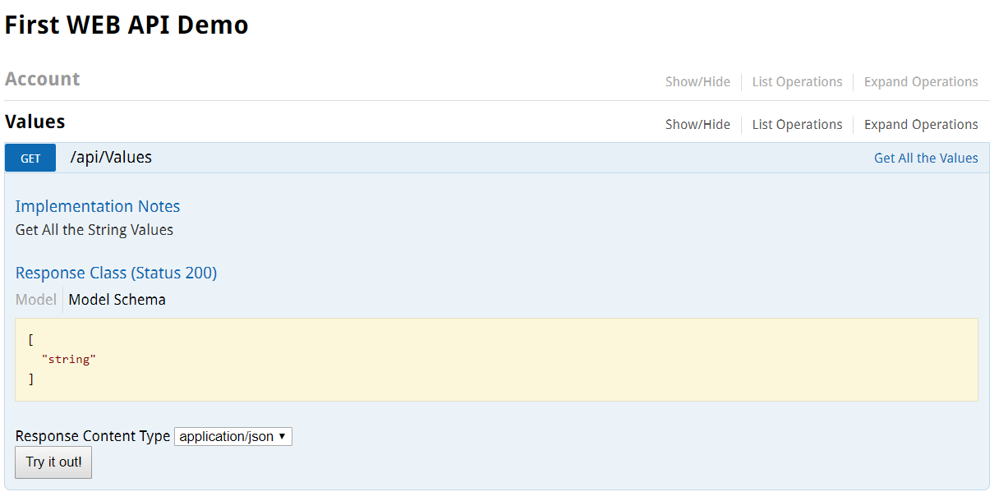 First WEB API Demo
Account Show/Hide List Operations Expand Operations
Values Show/Hide List Operations Expand Operations
GET /api/Values Get All the Values
Implementation Notes
Get All the String Values
Response Class (Status 200)
Model Model Schema
[
"string"
]
Response Content Type application/json
Try it out!